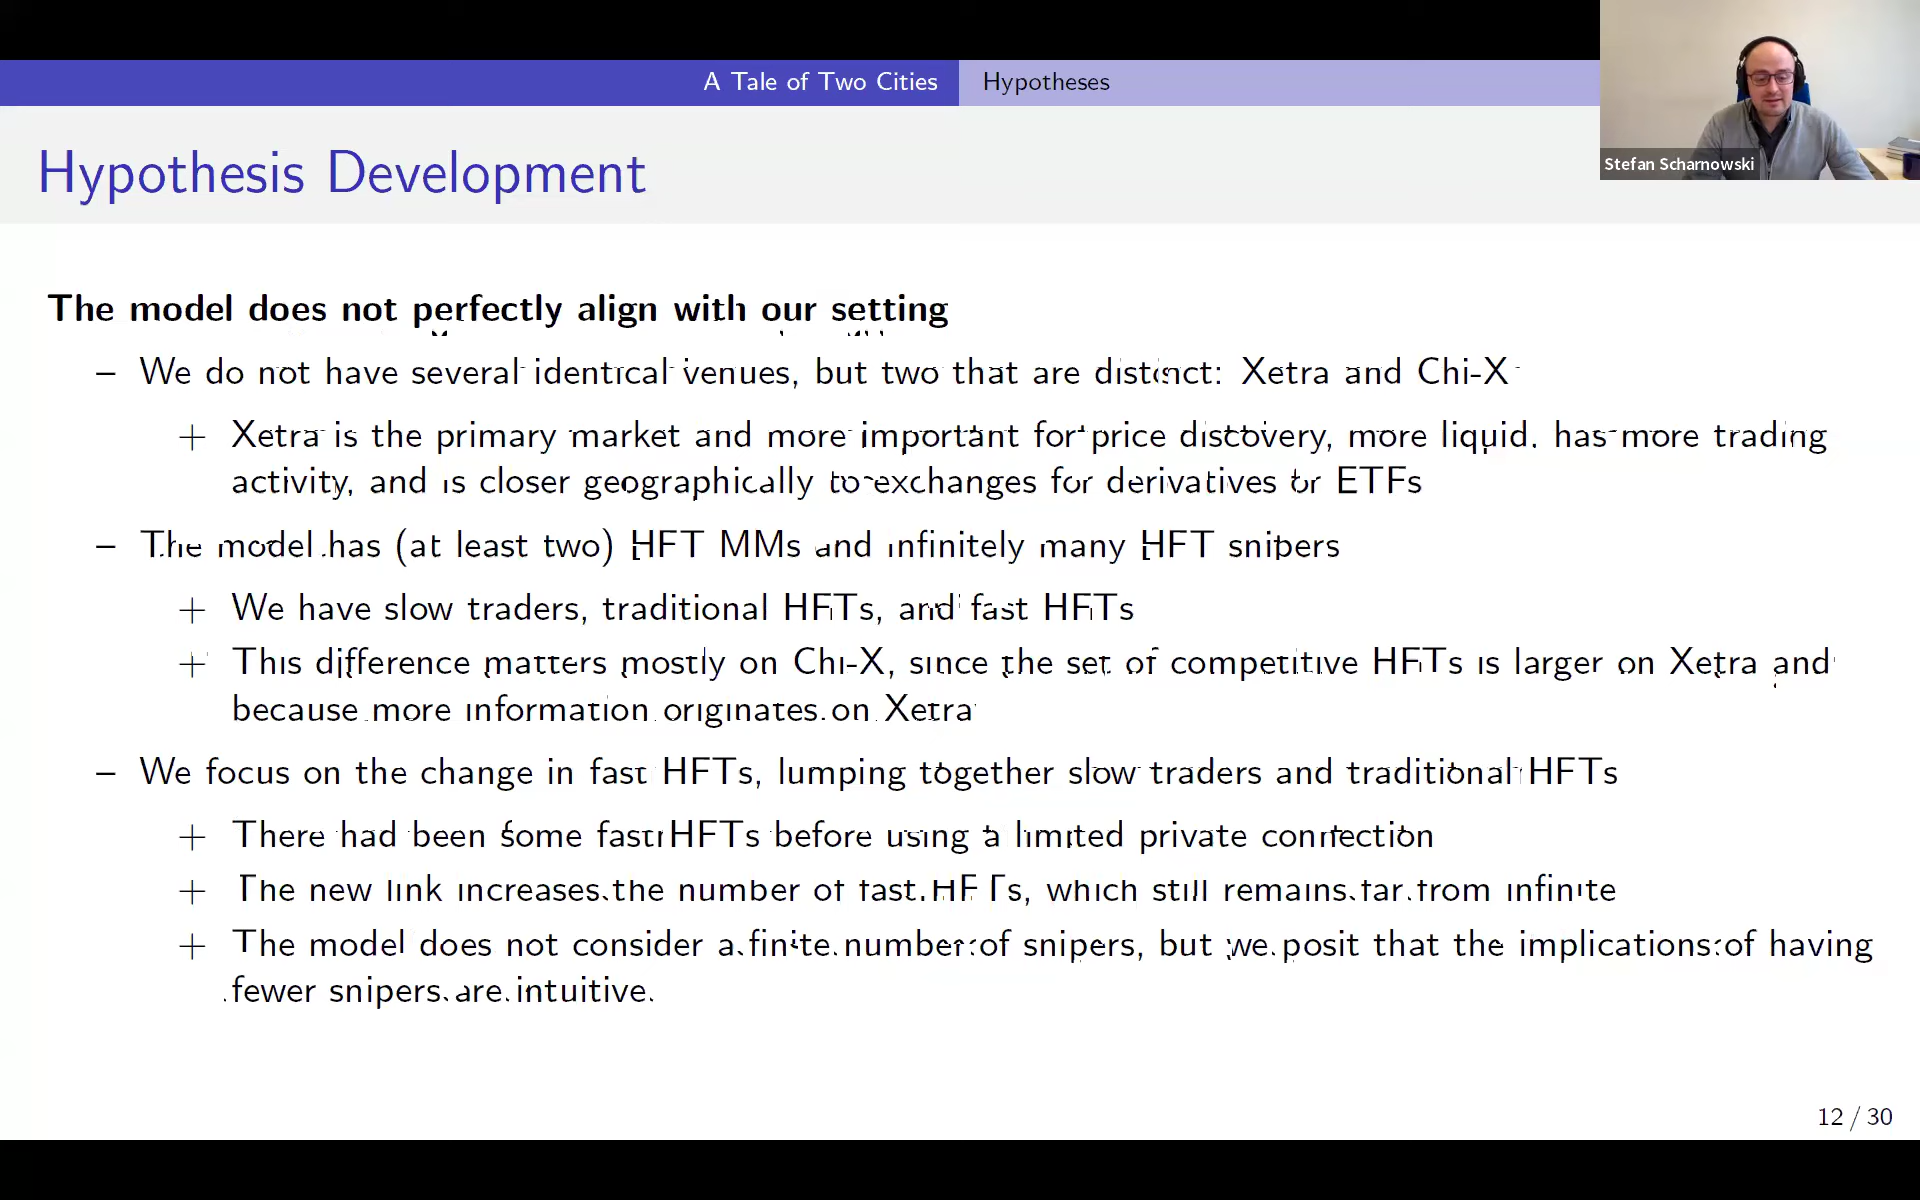 A Tale of Two Cities
Hypotheses
Stefan Scharnowski
Hypothesis Development
The model does not perfectly align with our setting
– We do not have several identical venues, but two that are distinct: Xetra and Chi-X
+ Xetra is the primary market and more important for price discovery, more liquid, has more trading
activity, and is closer geographically to exchanges for derivatives or ETFs
– The model has (at least two) HFT MMs and infinitely many HFT snipers
+ We have slow traders, traditional HFTs, and fast HFTs
+ This difference matters mostly on Chi-X, since the set of competitive HFTs is larger on Xetra and
because more information originates on Xetra
– We focus on the change in fast HFTs, lumping together slow traders and traditional HFTs
+ There had been some fast HFTs before using a limited private connection
+ The new link increases the number of fast HFTs, which still remains far from infinite
+ The model does not consider a finite number of snipers, but we posit that the implications of having
fewer snipers are intuitive.
12 / 30